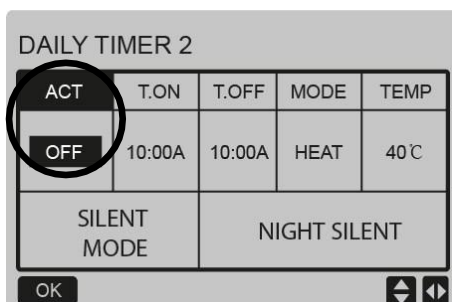 DAILY TIMER 2
ACT T.ON T.OFF MODE TEMP
OFF 10:00A 10:00A HEAT 40℃
SILENT MODE NIGHT SILENT
OK